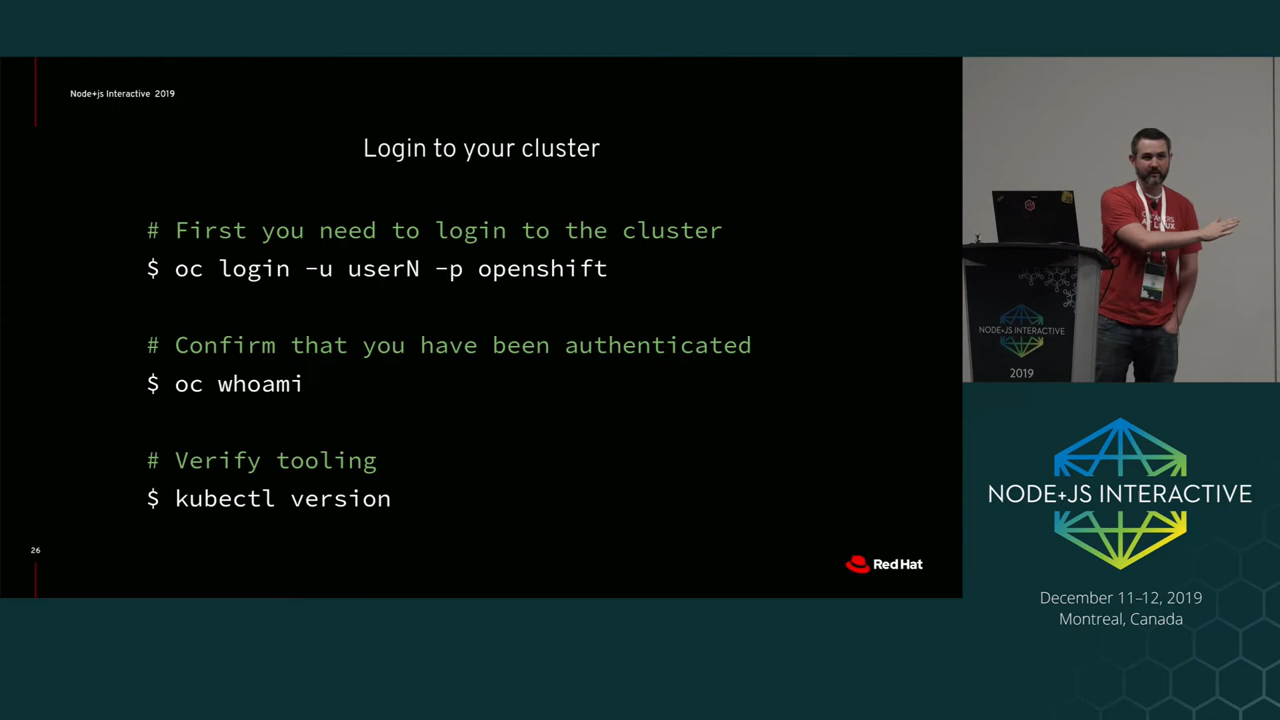 Node+js Interactive 2019
Login to your cluster
# First you need to login to the cluster
$ oc login -u userN -p openshift
# Confirm that you have been authenticated
$ oc whoami
# Verify tooling
$ kubectl version
26
Red Hat
NODE+JS INTERACTIVE
2019
NODE+JS INTERACTIVE
December 11–12, 2019
Montreal, Canada